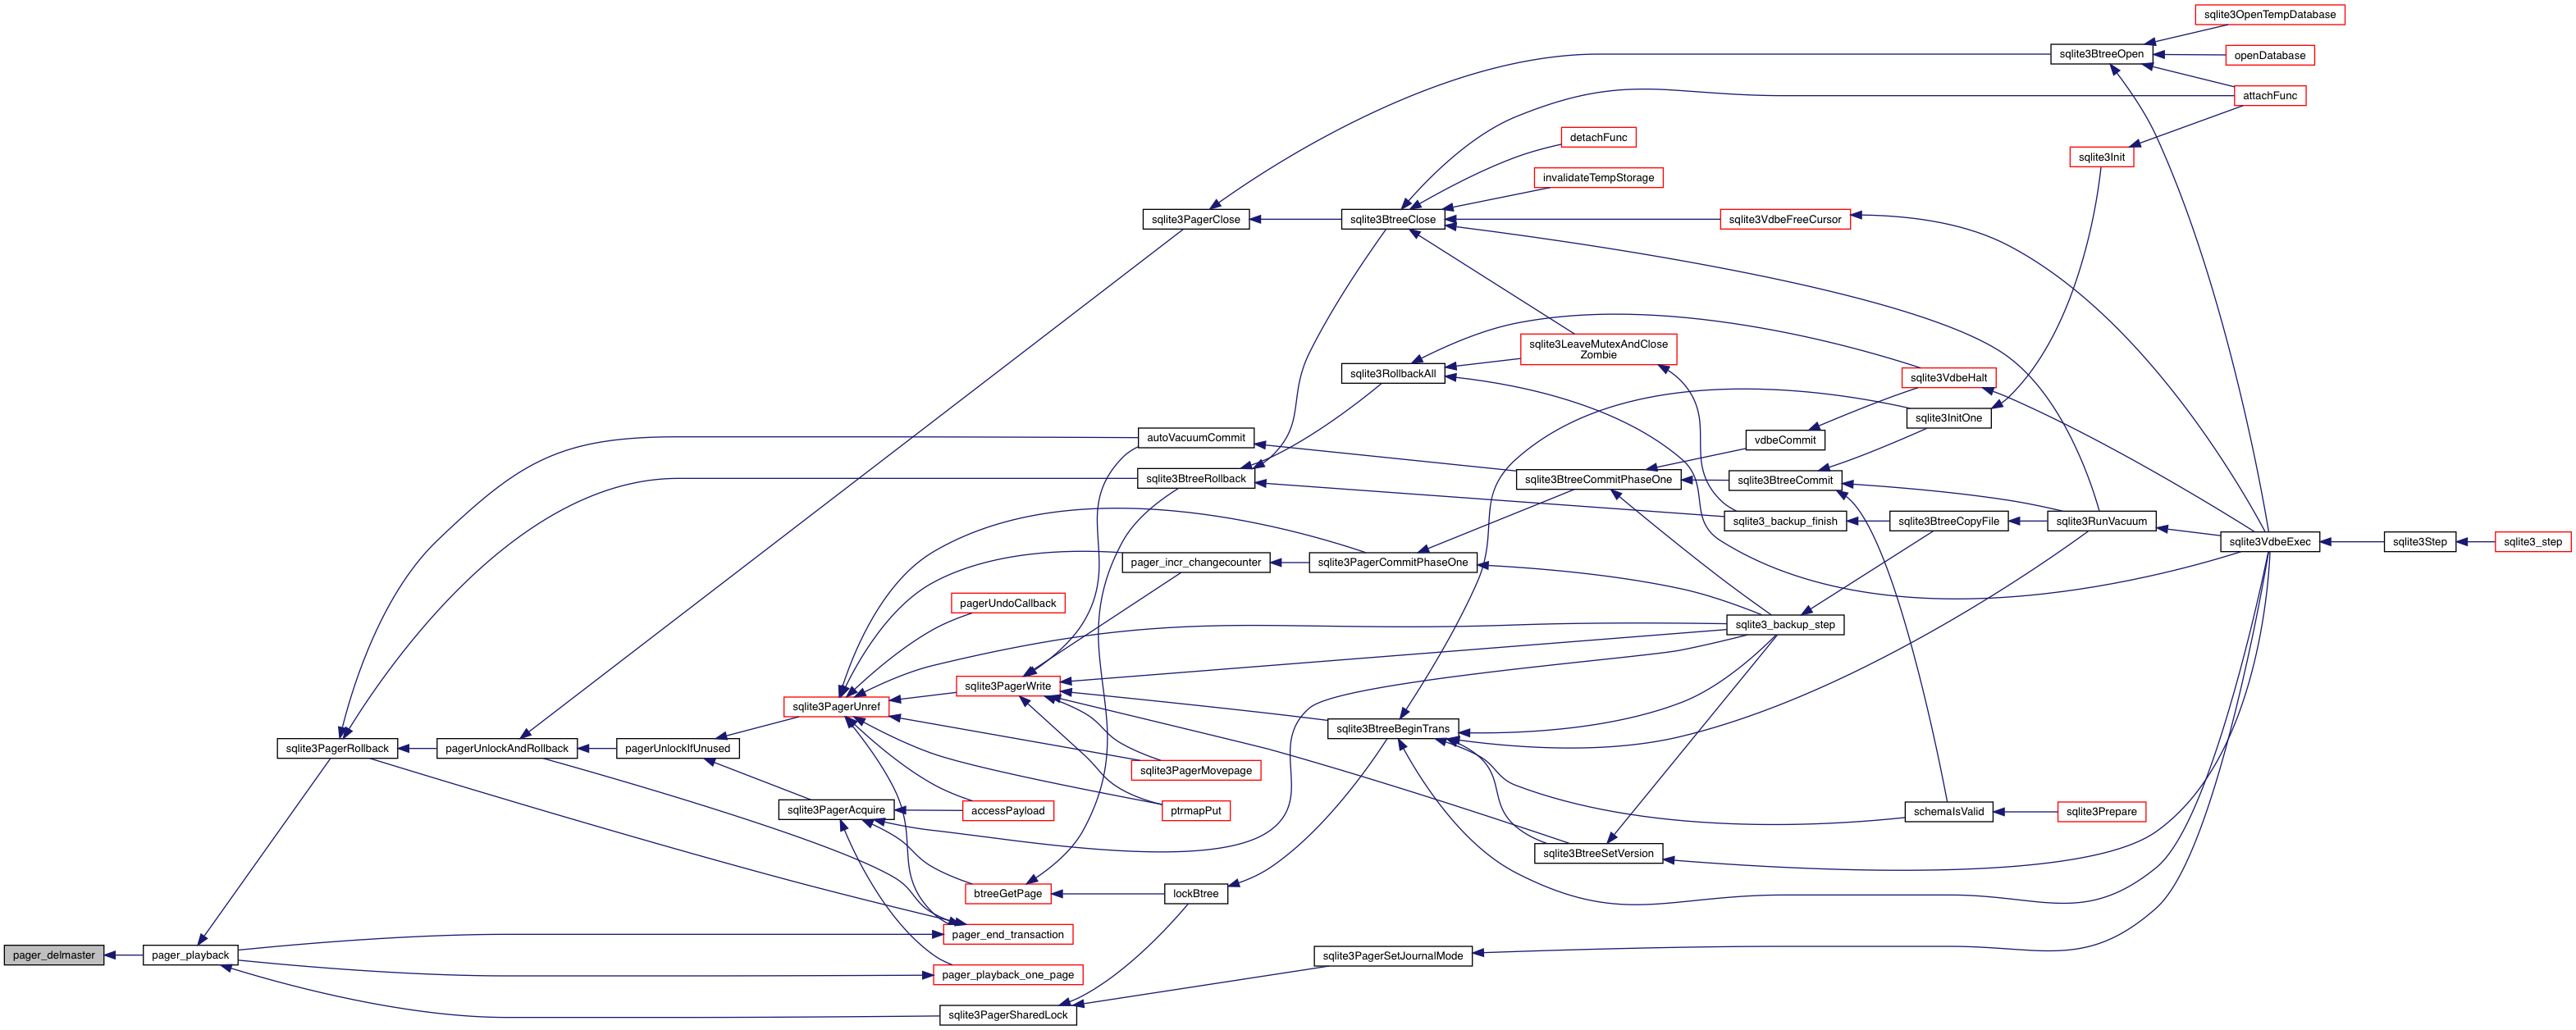 sqlite3OpenTempDatabase
sqlite3BtreeOpen
openDatabase
attachFunc
detachFunc
sqlite3Init
invalidateTempStorage
sqlite3PagerClose
sqlite3BtreeClose
sqlite3VdbeFreeCursor
sqlite3LeaveMutexAndClose
Zombie
sqlite3RollbackAll
sqlite3VdbeHalt
sqlite3InitOne
autoVacuumCommit
vdbeCommit
sqlite3BtreeRollback
sqlite3BtreeCommitPhaseOne
sqlite3BtreeCommit
sqlite3_backup_finish
sqlite3BtreeCopyFile
sqlite3RunVacuum
sqlite3VdbeExec
sqlite3Step
sqlite3_step
pager_incr_changecounter
sqlite3PagerCommitPhaseOne
pagerUndoCallback
sqlite3_backup_step
sqlite3PagerWrite
sqlite3PagerUnref
sqlite3BtreeBeginTrans
sqlite3PagerRollback
pagerUnlockAndRollback
pagerUnlockIfUnused
sqlite3PagerMovepage
sqlite3PagerAcquire
accessPayload
ptrmapPut
schemaIsValid
sqlite3Prepare
sqlite3BtreeSetVersion
btreeGetPage
lockBtree
pager_end_transaction
pager_delmaster
pager_playback
sqlite3PagerSetJournalMode
pager_playback_one_page
sqlite3PagerSharedLock